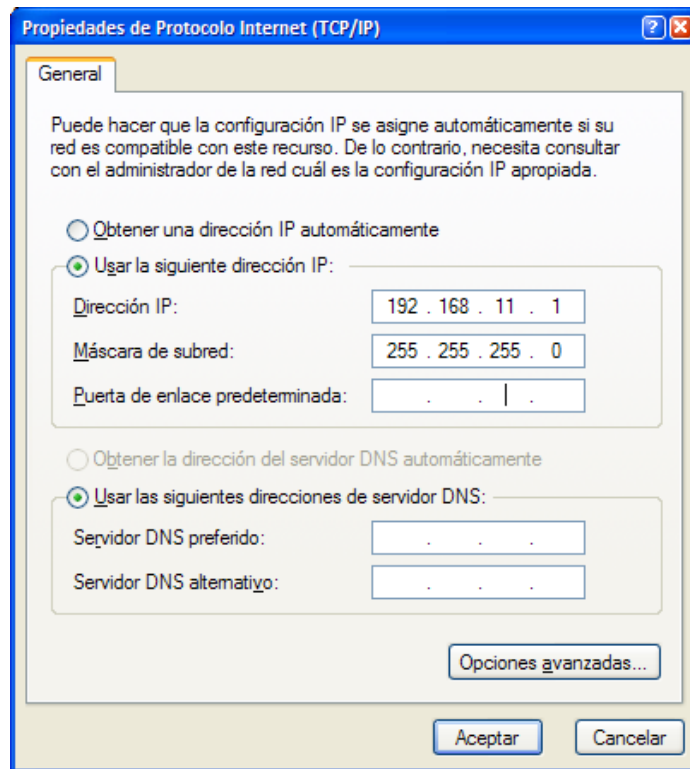 Propiedades de Protocolo Internet (TCP/IP)
General
Puede hacer que la configuración IP se asigne automáticamente si su
red es compatible con este recurso. De lo contrario, necesita consultar
con el administrador de la red cuál es la configuración IP apropiada.
Obtener una dirección IP automáticamente
Usar la siguiente dirección IP:
Dirección IP: 192 . 168 . 11 . 1
Máscara de subred: 255 . 255 . 255 . 0
Puerta de enlace predeterminada: . . .
Obtener la dirección del servidor DNS automáticamente
Usar las siguientes direcciones de servidor DNS:
Servidor DNS preferido: . . .
Servidor DNS alternativo: . . .
Opciones avanzadas...
Aceptar Cancelar